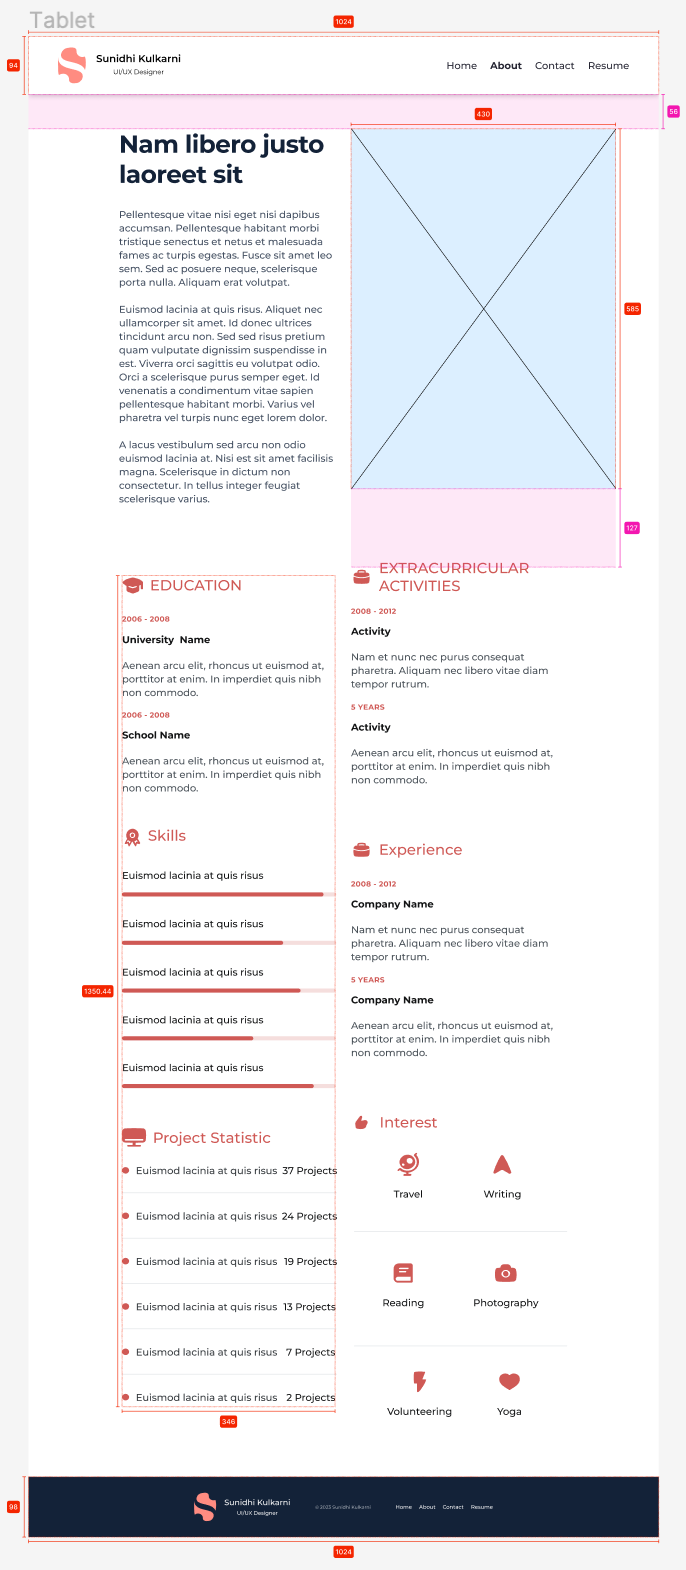 Tablet
1024
94
Sunidhi Kulkarni
UI/UX Designer
Home About Contact Resume
56
430
Nam libero justo
laoreet sit
Pellentesque vitae nisi eget nisi dapibus
accumsan. Pellentesque habitant morbi
tristique senectus et netus et malesuada
fames ac turpis egestas. Fusce sit amet leo
sem. Sed ac posuere neque, scelerisque
porta nulla. Aliquam erat volutpat.
Euismod lacinia at quis risus. Aliquet nec
ullamcorper sit amet. Id donec ultrices
tincidunt arcu non. Sed sed risus pretium
quam vulputate dignissim suspendisse in
est. Viverra orci sagittis eu volutpat odio.
Orci a scelerisque purus semper eget. Id
venenatis a condimentum vitae sapien
pellentesque habitant morbi. Varius vel
pharetra vel turpis nunc eget lorem dolor.
A lacus vestibulum sed arcu non odio
euismod lacinia at. Nisi est sit amet facilisis
magna. Scelerisque in dictum non
consectetur. In tellus integer feugiat
scelerisque varius.
585
127
EDUCATION
2006 - 2008
University Name
Aenean arcu elit, rhoncus ut euismod at,
porttitor at enim. In imperdiet quis nibh
non commodo.
2006 - 2008
School Name
Aenean arcu elit, rhoncus ut euismod at,
porttitor at enim. In imperdiet quis nibh
non commodo.
Skills
Euismod lacinia at quis risus
Euismod lacinia at quis risus
Euismod lacinia at quis risus
Euismod lacinia at quis risus
Euismod lacinia at quis risus
1350.44
Project Statistic
Euismod lacinia at quis risus 37 Projects
Euismod lacinia at quis risus 24 Projects
Euismod lacinia at quis risus 19 Projects
Euismod lacinia at quis risus 13 Projects
Euismod lacinia at quis risus 7 Projects
Euismod lacinia at quis risus 2 Projects
346
EXTRACURRICULAR
ACTIVITIES
2008 - 2012
Activity
Nam et nunc nec purus consequat
pharetra. Aliquam nec libero vitae diam
tempor rutrum.
5 YEARS
Activity
Aenean arcu elit, rhoncus ut euismod at,
porttitor at enim. In imperdiet quis nibh
non commodo.
Experience
2008 - 2012
Company Name
Nam et nunc nec purus consequat
pharetra. Aliquam nec libero vitae diam
tempor rutrum.
5 YEARS
Company Name
Aenean arcu elit, rhoncus ut euismod at,
porttitor at enim. In imperdiet quis nibh
non commodo.
Interest
Travel Writing
Reading Photography
Volunteering Yoga
98
Sunidhi Kulkarni
UI/UX Designer
© 2023 Sunidhi Kulkarni
Home About Contact Resume
1024